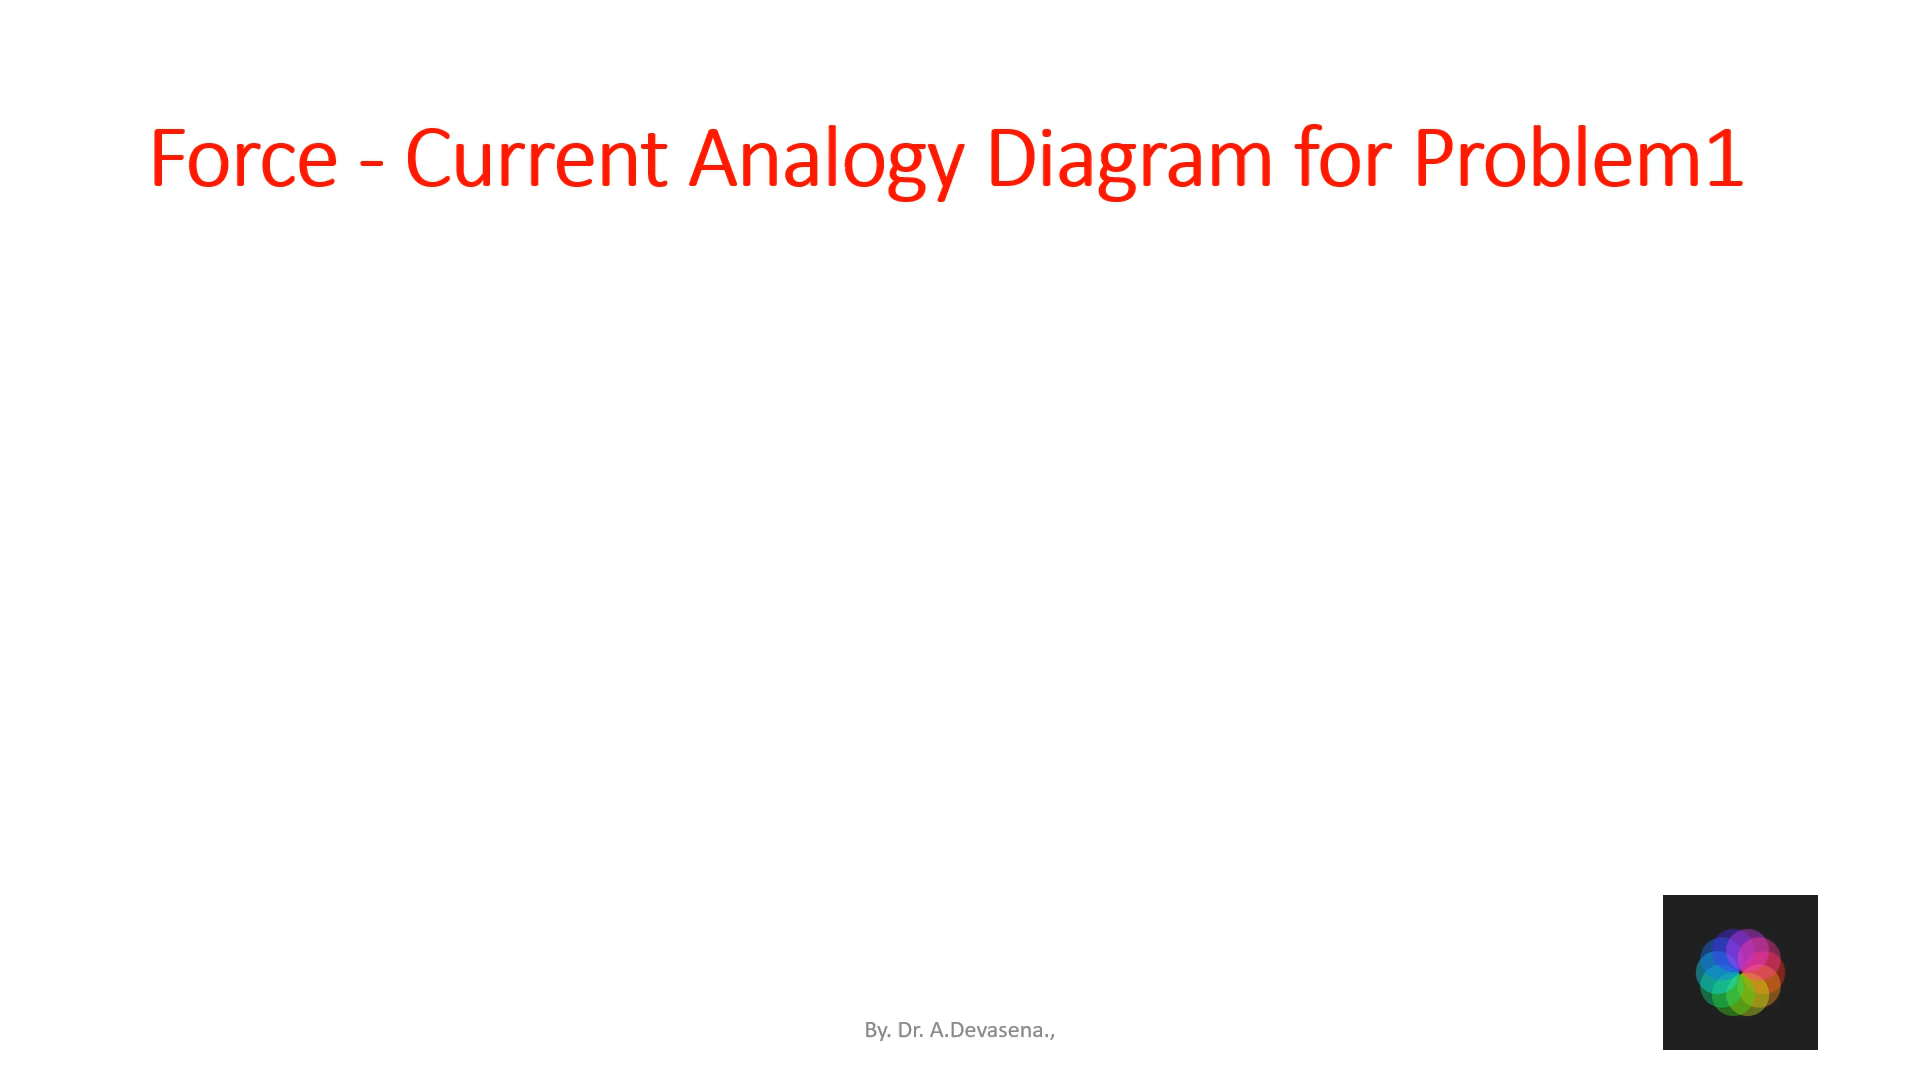 Force - Current Analogy Diagram for Problem1
By. Dr. A.Devasena.,